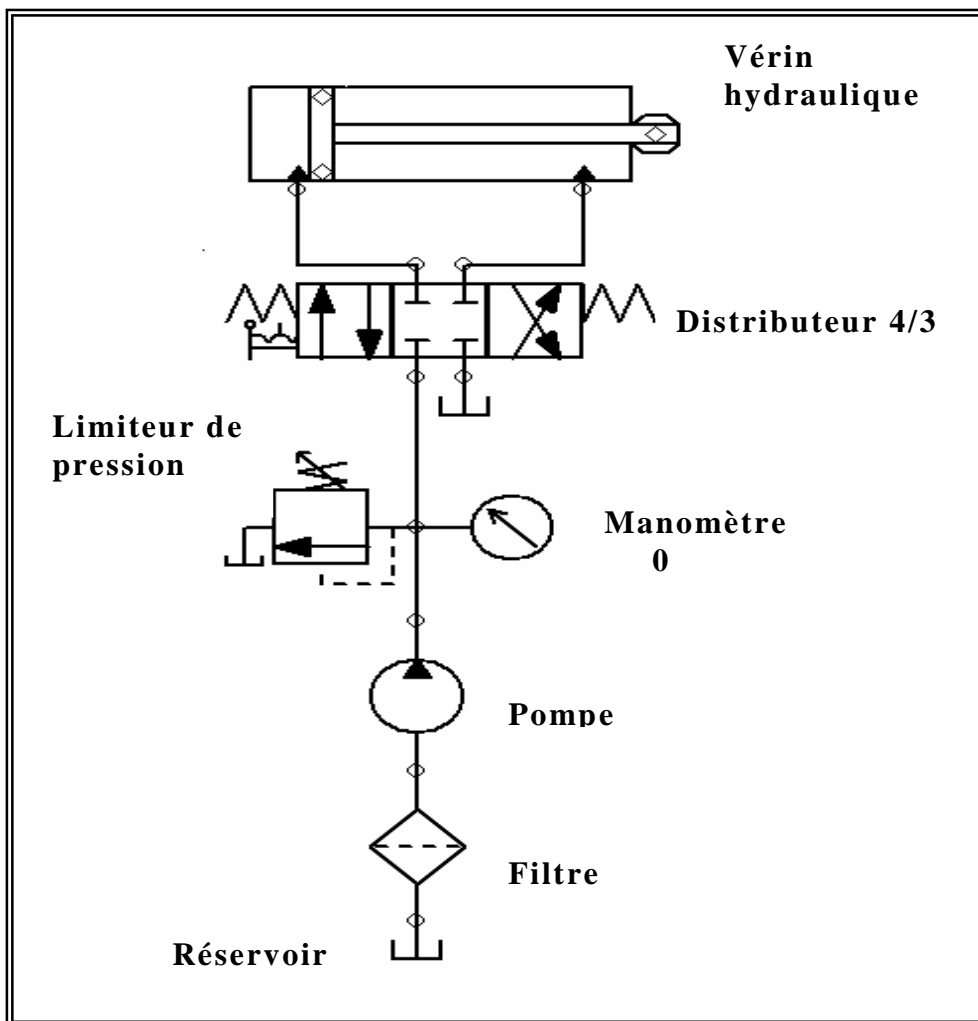 Vérin
hydraulique
Distributeur 4/3
Limiteur de
pression
Manomètre
0
Pompe
Filtre
Réservoir